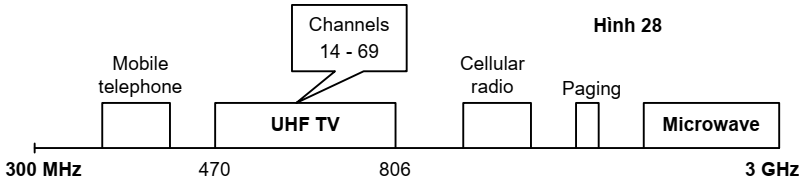 Channels
14 - 69
Hình 28
Mobile
telephone
Cellular
radio
Paging
UHF TV
Microwave
300 MHz
470
806
3 GHz